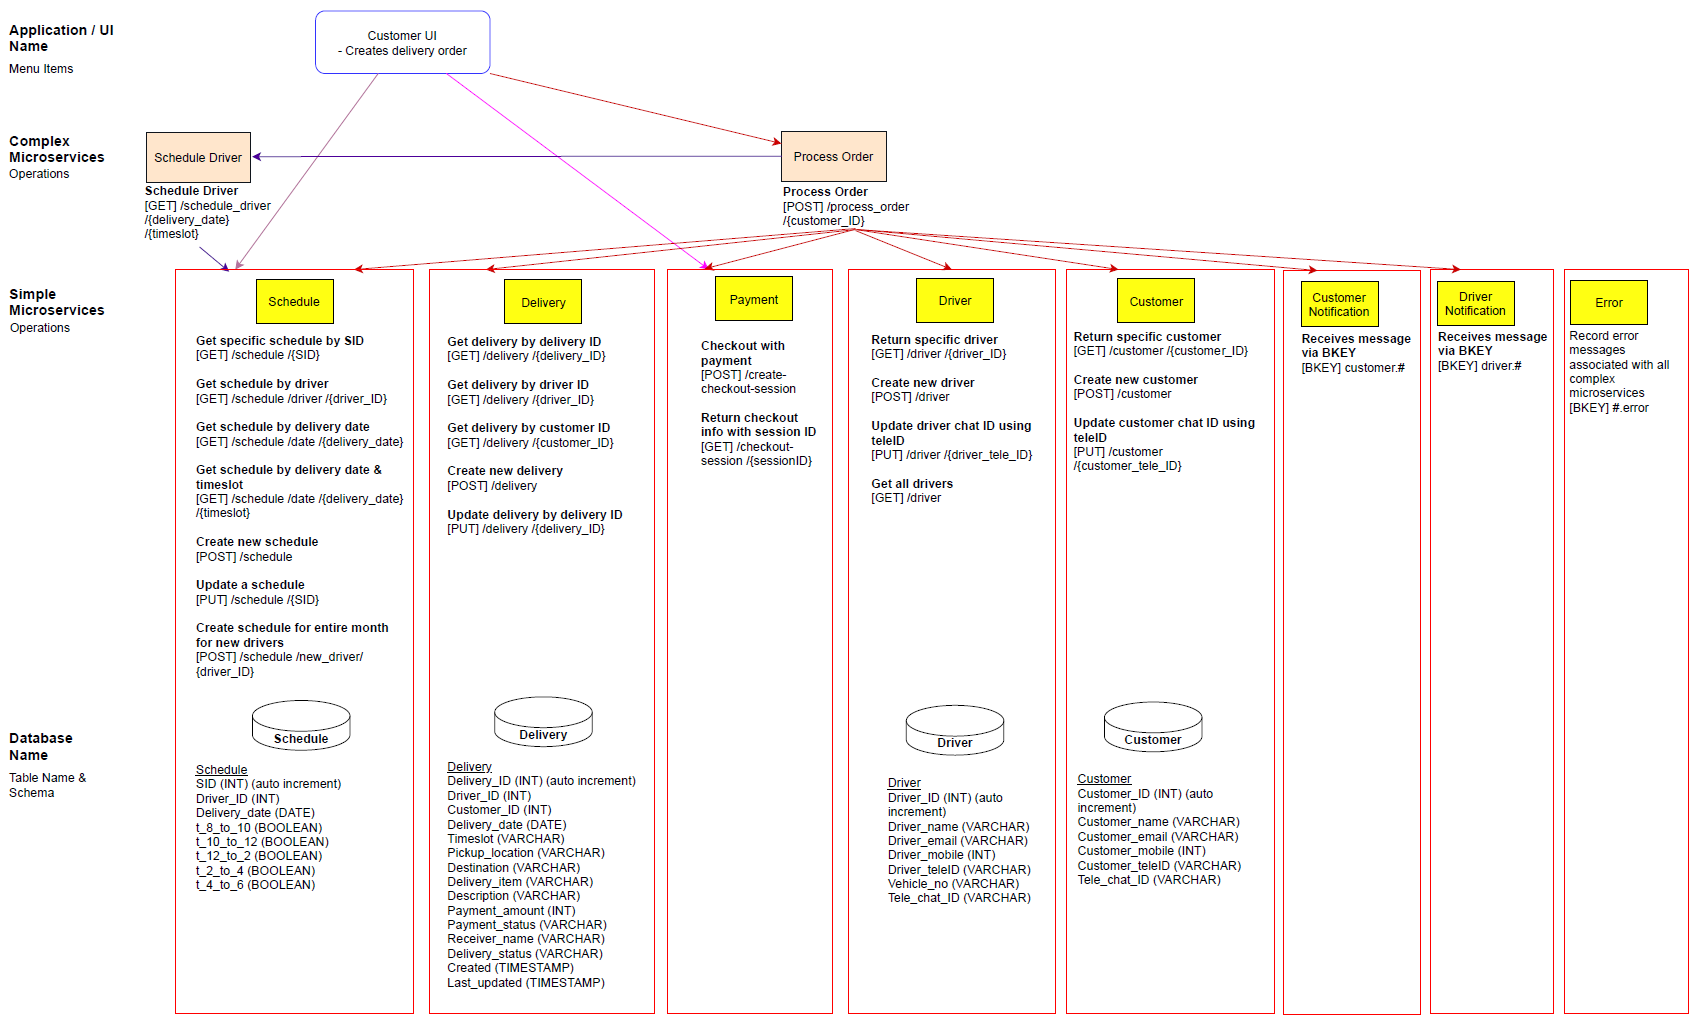 Application / UI
Name
Menu Items
Customer UI
- Creates delivery order
Complex
Microservices
Operations
Schedule Driver
Schedule Driver
[GET] /schedule_driver
/{delivery_date}
/{timeslot}
Process Order
Process Order
[POST] /process_order
/{customer_ID}
Simple
Microservices
Operations
Schedule
Get specific schedule by SID
[GET] /schedule /{SID}
Get schedule by driver
[GET] /schedule /driver /{driver_ID}
Get schedule by delivery date
[GET] /schedule /date /{delivery_date}
Get schedule by delivery date &
timeslot
[GET] /schedule /date /{delivery_date}
/{timeslot}
Create new schedule
[POST] /schedule
Update a schedule
[PUT] /schedule /{SID}
Create schedule for entire month
for new drivers
[POST] /schedule /new_driver/
{driver_ID}
Delivery
Get delivery by delivery ID
[GET] /delivery /{delivery_ID}
Get delivery by driver ID
[GET] /delivery /{driver_ID}
Get delivery by customer ID
[GET] /delivery /{customer_ID}
Create new delivery
[POST] /delivery
Update delivery by delivery ID
[PUT] /delivery /{delivery_ID}
Payment
Checkout with
payment
[POST] /create-
checkout-session
Return checkout
info with session ID
[GET] /checkout-
session /{sessionID}
Driver
Return specific driver
[GET] /driver /{driver_ID}
Create new driver
[POST] /driver
Update driver chat ID using
teleID
[PUT] /driver /{driver_tele_ID}
Get all drivers
[GET] /driver
Customer
Return specific customer
[GET] /customer /{customer_ID}
Create new customer
[POST] /customer
Update customer chat ID using
teleID
[PUT] /customer
/{customer_tele_ID}
Customer
Notification
Receives message
via BKEY
[BKEY] customer.#
Driver
Notification
Receives message
via BKEY
[BKEY] driver.#
Error
Record error
messages
associated with all
complex
microservices
[BKEY] #.error
Database
Name
Table Name &
Schema
Schedule
Schedule
SID (INT) (auto increment)
Driver_ID (INT)
Delivery_date (DATE)
t_8_to_10 (BOOLEAN)
t_10_to_12 (BOOLEAN)
t_12_to_2 (BOOLEAN)
t_2_to_4 (BOOLEAN)
t_4_to_6 (BOOLEAN)
Delivery
Delivery
Delivery_ID (INT) (auto increment)
Driver_ID (INT)
Customer_ID (INT)
Delivery_date (DATE)
Timeslot (VARCHAR)
Pickup_location (VARCHAR)
Destination (VARCHAR)
Delivery_item (VARCHAR)
Description (VARCHAR)
Payment_amount (INT)
Payment_status (VARCHAR)
Receiver_name (VARCHAR)
Delivery_status (VARCHAR)
Created (TIMESTAMP)
Last_updated (TIMESTAMP)
Driver
Driver
Driver_ID (INT) (auto
increment)
Driver_name (VARCHAR)
Driver_email (VARCHAR)
Driver_mobile (INT)
Driver_teleID (VARCHAR)
Vehicle_no (VARCHAR)
Tele_chat_ID (VARCHAR)
Customer
Customer
Customer_ID (INT) (auto
increment)
Customer_name (VARCHAR)
Customer_email (VARCHAR)
Customer_mobile (INT)
Customer_teleID (VARCHAR)
Tele_chat_ID (VARCHAR)